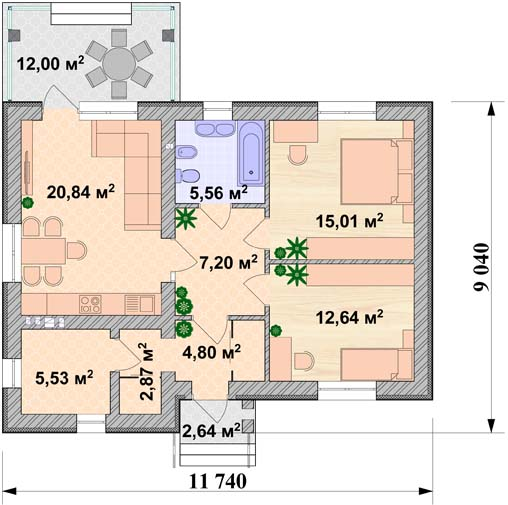 12,00 м²
20,84 м²
5,56 м²
15,01 м²
7,20 м²
12,64 м²
4,80 м²
5,53 м²
2,87 м²
2,64 м²
9 040
11 740